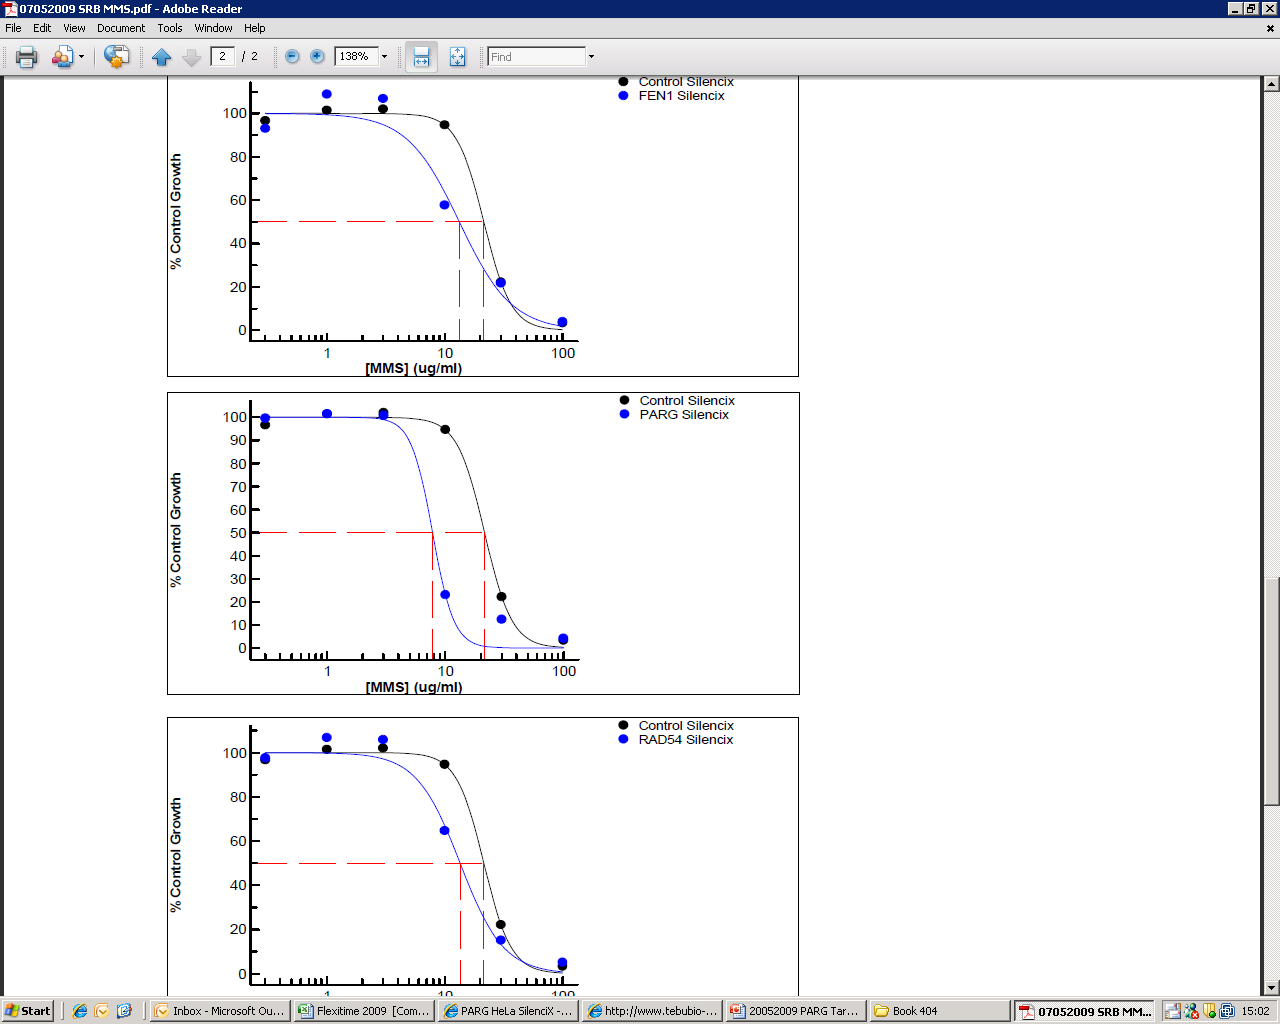 07052009 SRB MMS.pdf - Adobe Reader
File Edit View Document Tools Window Help
2 / 2 138% Find
Control Silencix
FEN1 Silencix
% Control Growth
100
80
60
40
20
0
1 10 100
[MMS] (ug/ml)
Control Silencix
PARG Silencix
% Control Growth
100
90
80
70
60
50
40
30
20
10
0
1 10 100
[MMS] (ug/ml)
Control Silencix
RAD54 Silencix
% Control Growth
100
80
60
40
20
0
1 10 100
Start Inbox - Microsoft Ou... Flexitime 2009 [Com... PARG HeLa SilenciX -... http://www.tebubio-... 20052009 PARG Tar... Book 404 07052009 SRB MM... 15:02